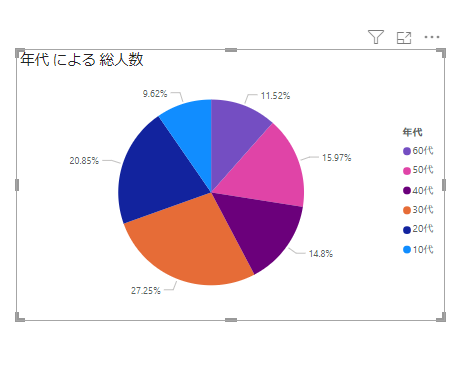 年代 による 総人数
9.62%
11.52%
20.85%
15.97%
27.25%
14.8%
年代
60代
50代
40代
30代
20代
10代